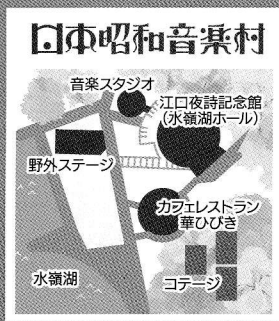 日本昭和音楽村
音楽スタジオ
江口夜詩記念館
(水嶺湖ホール)
野外ステージ
カフェレストラン
華ひびき
水嶺湖
コテージ